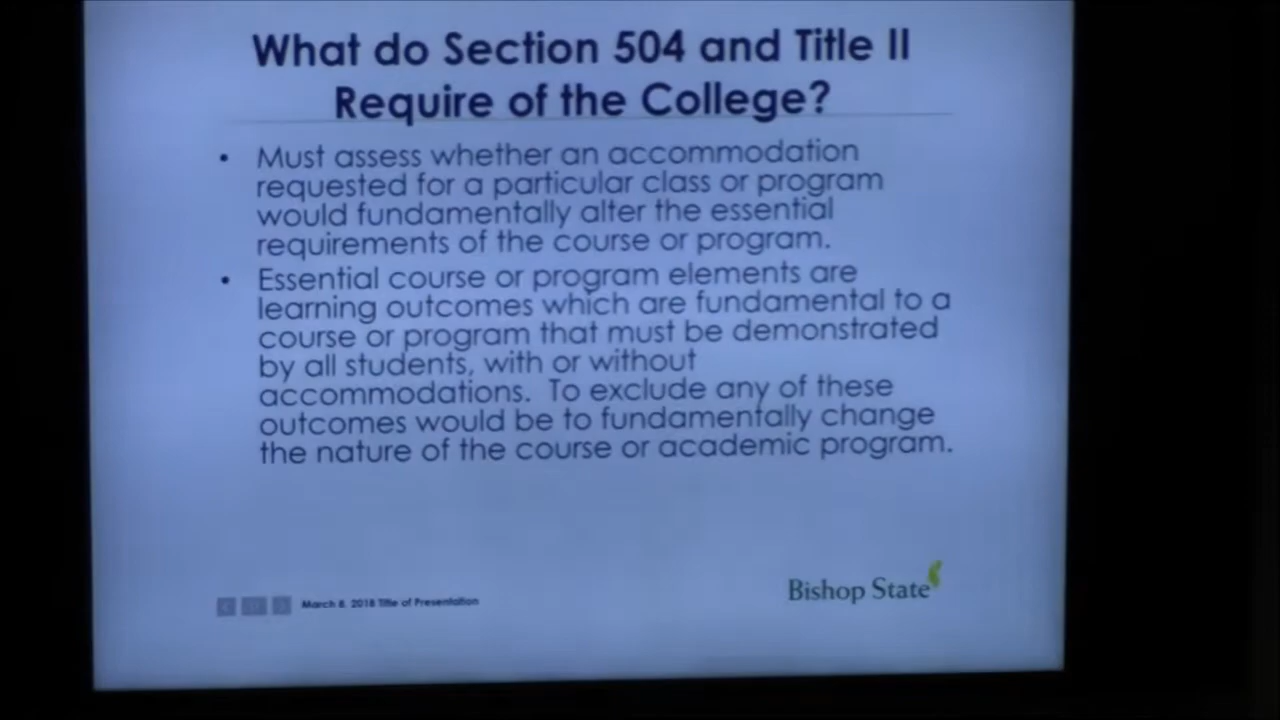 What do Section 504 and Title II
Require of the College?
• Must assess whether an accommodation
requested for a particular class or program
would fundamentally alter the essential
requirements of the course or program.
• Essential course or program elements are
learning outcomes which are fundamental to a
course or program that must be demonstrated
by all students, with or without
accommodations. To exclude any of these
outcomes would be to fundamentally change
the nature of the course or academic program.
March 8, 2018 Title of Presentation
Bishop State